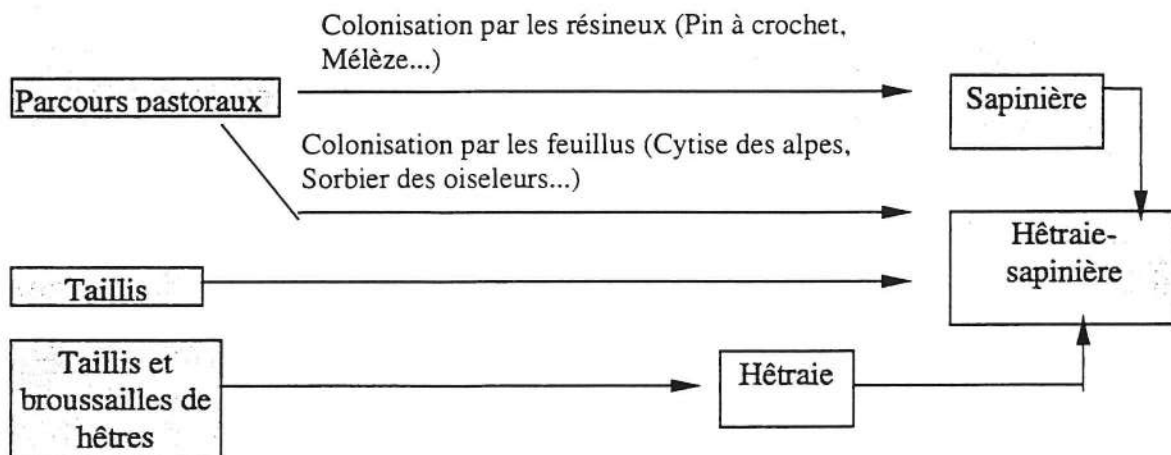 Colonisation par les résineux (Pin à crochet,
Mélèze...)
Parcours pastoraux
Sapinière
Colonisation par les feuillus (Cytise des alpes,
Sorbier des oiseleurs...)
Hêtraie-
sapinière
Taillis
Taillis et
broussailles de
hêtres
Hêtraie